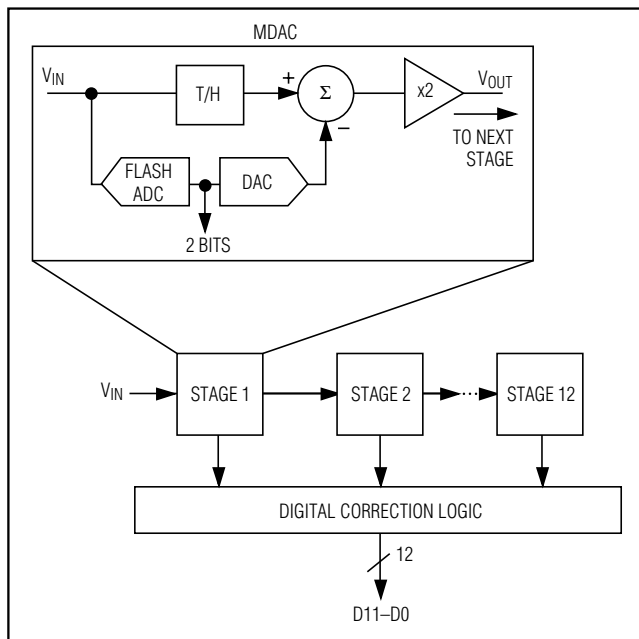 MDAC
VIN
T/H
+
Σ
−
x2
VOUT
TO NEXT
STAGE
FLASH
ADC
DAC
2 BITS
VIN
STAGE 1
STAGE 2
STAGE 12
DIGITAL CORRECTION LOGIC
12
D11–D0